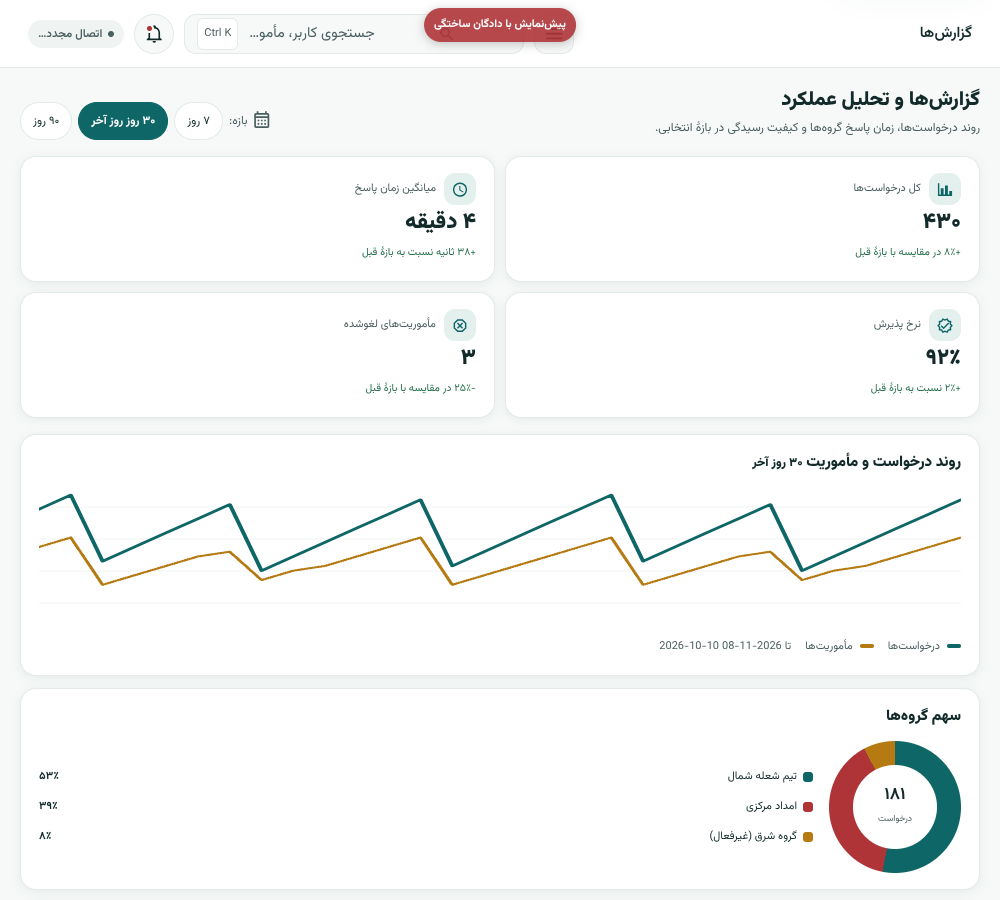 گزارش‌ها
پیش‌نمایش با دادگان ساختگی
جستجوی کاربر، مأمو...
Ctrl K
اتصال مجدد...
گزارش‌ها و تحلیل عملکرد
روند درخواست‌ها، زمان پاسخ گروه‌ها و کیفیت رسیدگی در بازهٔ انتخابی.
بازه:
۷ روز
۳۰ روز روز آخر
۹۰ روز
کل درخواست‌ها
۴۳۰
+۸٪ در مقایسه با بازهٔ قبل
میانگین زمان پاسخ
۴ دقیقه
+۳۸ ثانیه نسبت به بازهٔ قبل
نرخ پذیرش
۹۲٪
+۲٪ نسبت به بازهٔ قبل
مأموریت‌های لغوشده
۳
-۲۵٪ در مقایسه با بازهٔ قبل
روند درخواست و مأموریت ۳۰ روز آخر
درخواست‌ها
مأموریت‌ها
2026-10-10 تا 2026-11-08
سهم گروه‌ها
۱۸۱
درخواست
تیم شعله شمال
۵۳٪
امداد مرکزی
۳۹٪
گروه شرق (غیرفعال)
۸٪